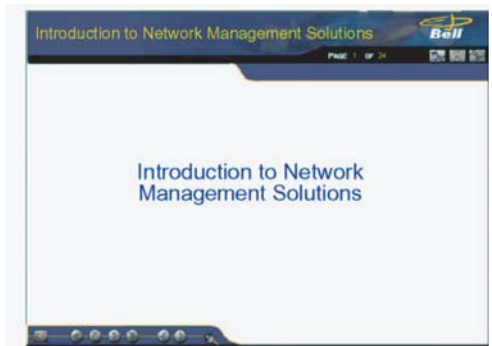 Introduction to Network Management Solutions
Bell
PAGE 1 OF 24
Introduction to Network
Management Solutions